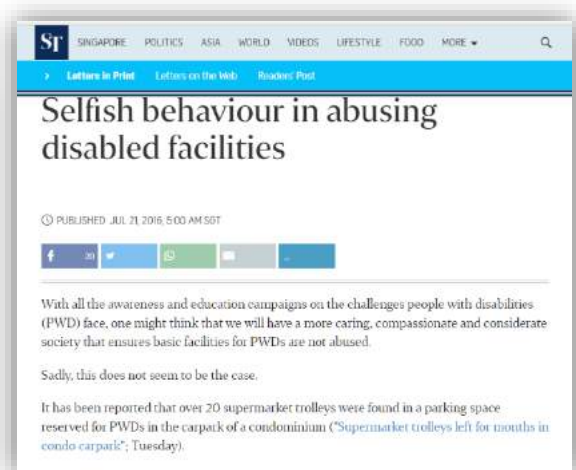 ST SINGAPORE POLITICS ASIA WORLD VIDEOS LIFESTYLE FOOD MORE
Letters in Print Letters on the Web Readers' Post
Selfish behaviour in abusing
disabled facilities
PUBLISHED JUL 21, 2016, 5:00 AM SGT
20
With all the awareness and education campaigns on the challenges people with disabilities
(PWD) face, one might think that we will have a more caring, compassionate and considerate
society that ensures basic facilities for PWDs are not abused.
Sadly, this does not seem to be the case.
It has been reported that over 20 supermarket trolleys were found in a parking space
reserved for PWDs in the carpark of a condominium ("Supermarket trolleys left for months in
condo carpark"; Tuesday).